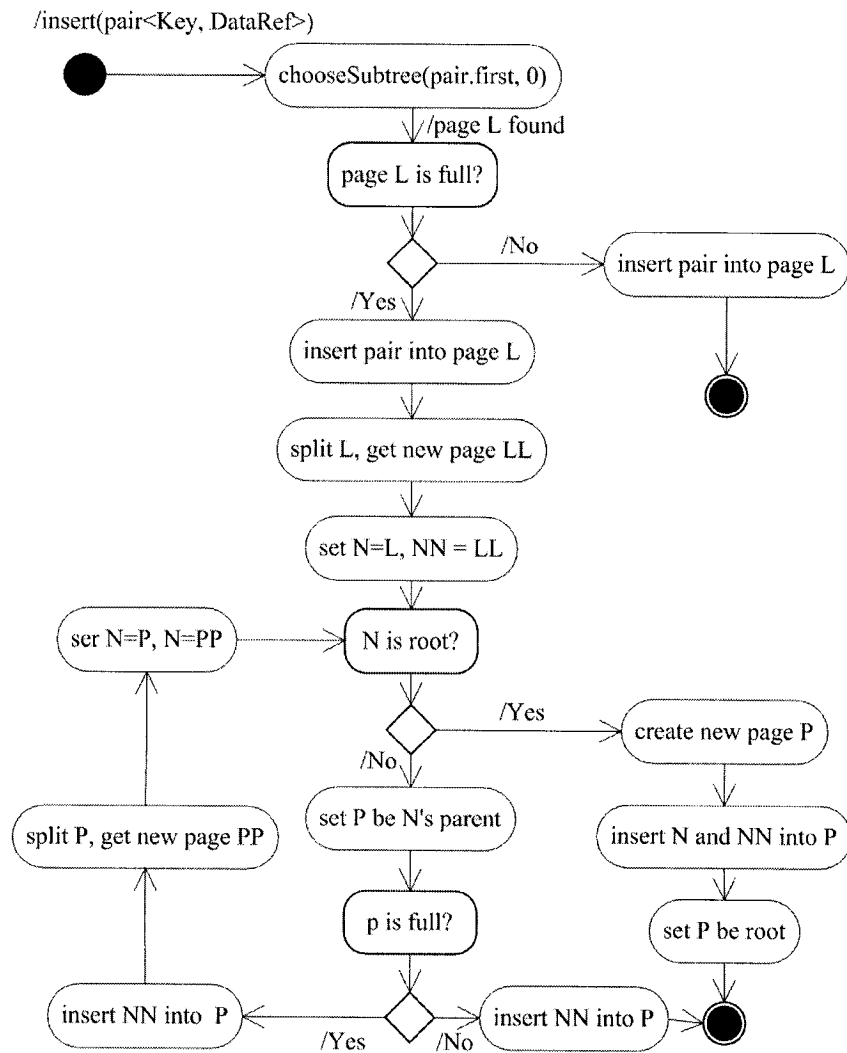 /insert(pair<Key, DataRef>)
chooseSubtree(pair.first, 0)
/page L found
page L is full?
/No
insert pair into page L
/Yes
insert pair into page L
split L, get new page LL
set N=L, NN = LL
ser N=P, N=PP
N is root?
/Yes
create new page P
/No
set P be N's parent
split P, get new page PP
insert N and NN into P
p is full?
set P be root
insert NN into P
/Yes
/No
insert NN into P